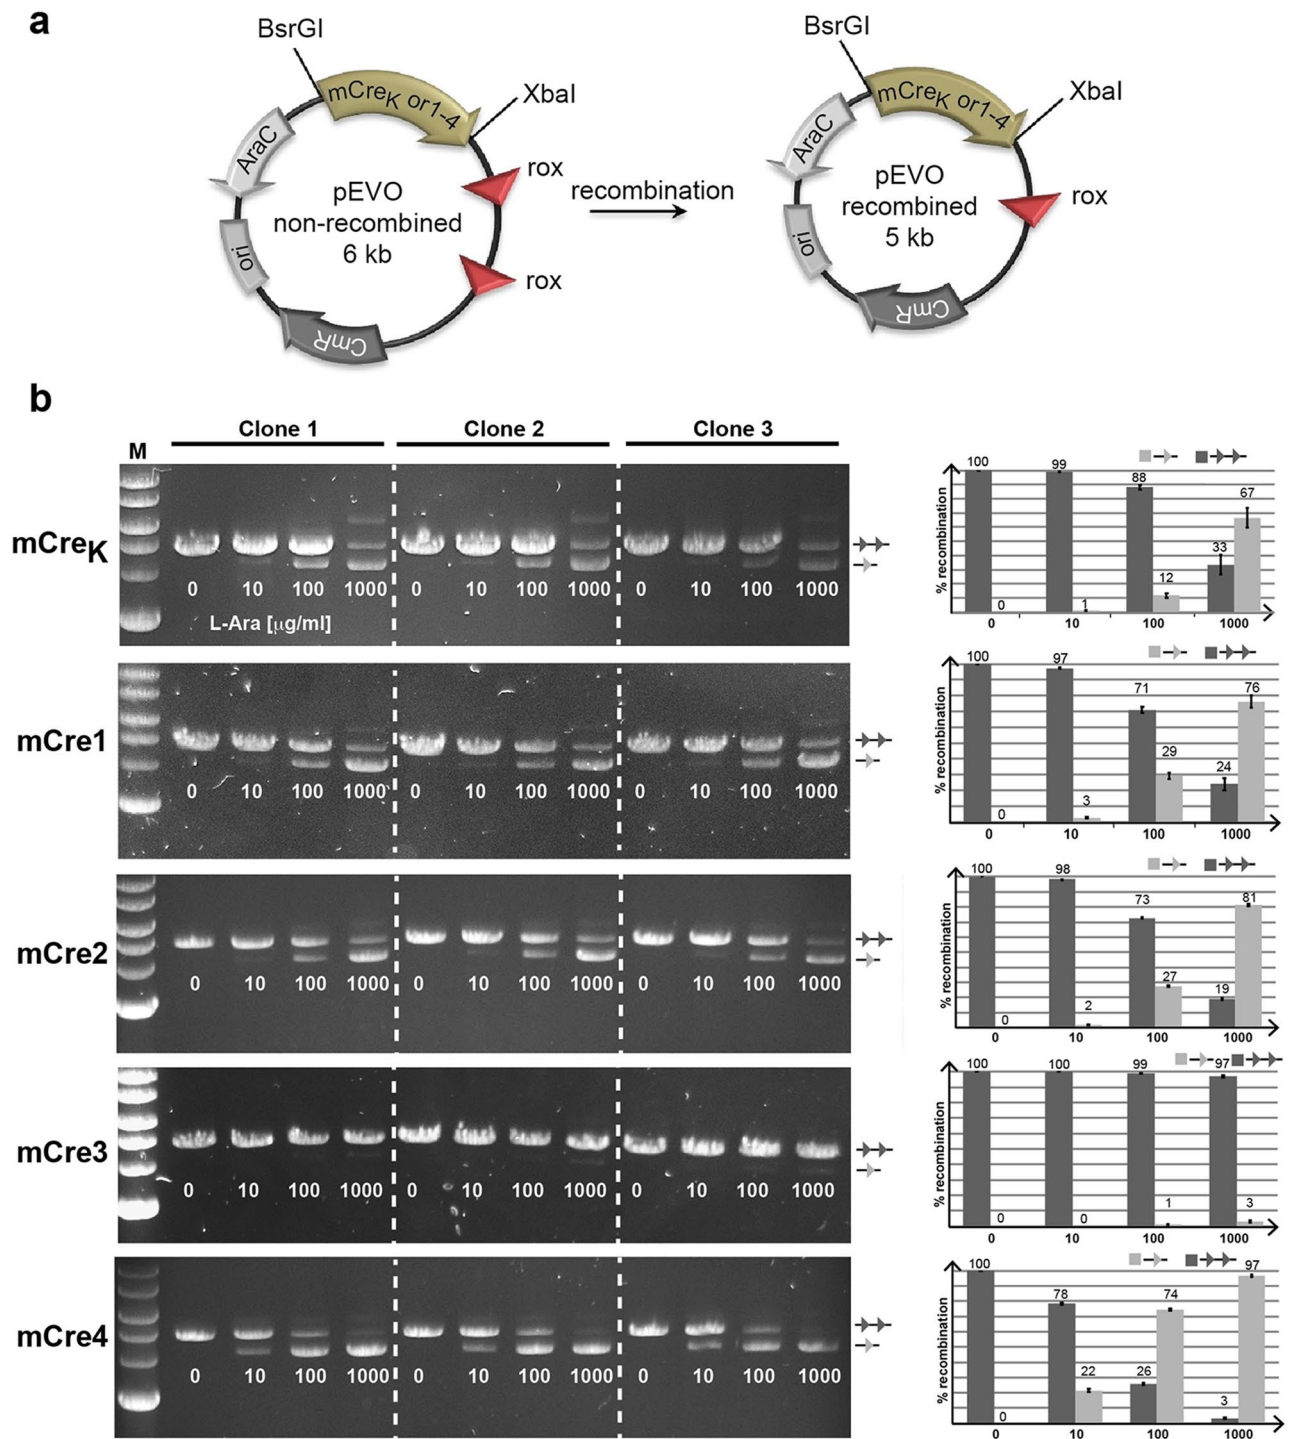 a
BsrGI
mCreK or1-4
XbaI
AraC
rox
pEVO
non-recombined
6 kb
ori
rox
CmR
recombination
BsrGI
mCreK or1-4
XbaI
AraC
pEVO
recombined
5 kb
rox
ori
CmR
b
Clone 1 Clone 2 Clone 3
M
mCreK
0 10 100 1000 0 10 100 1000 0 10 100 1000
L-Ara [µg/ml]
% recombination
100 99 88 67
0 1 12 33
0 10 100 1000
mCre1
0 10 100 1000 0 10 100 1000 0 10 100 1000
% recombination
100 97 71 76
0 3 29 24
0 10 100 1000
mCre2
0 10 100 1000 0 10 100 1000 0 10 100 1000
% recombination
100 98 73 81
0 2 27 19
0 10 100 1000
mCre3
0 10 100 1000 0 10 100 1000 0 10 100 1000
% recombination
100 100 99 97
0 0 1 3
0 10 100 1000
mCre4
0 10 100 1000 0 10 100 1000 0 10 100 1000
% recombination
100 78 74 97
0 22 26 3
0 10 100 1000